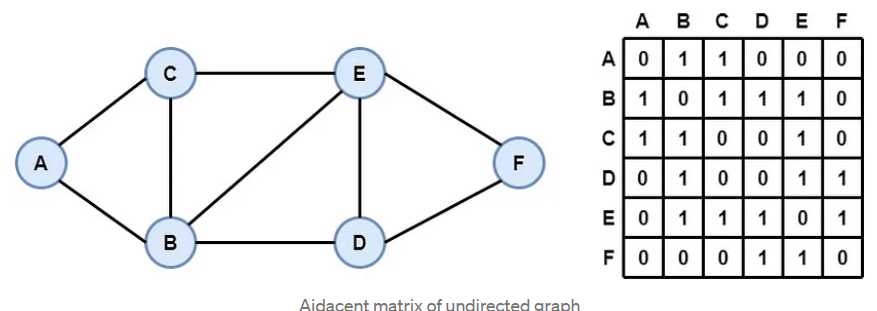 C
E
A
F
B
D
A B C D E F
A 0 1 1 0 0 0
B 1 0 1 1 1 0
C 1 1 0 0 1 0
D 0 1 0 0 1 1
E 0 1 1 1 0 1
F 0 0 0 1 1 0
Ajdacent matrix of undirected graph